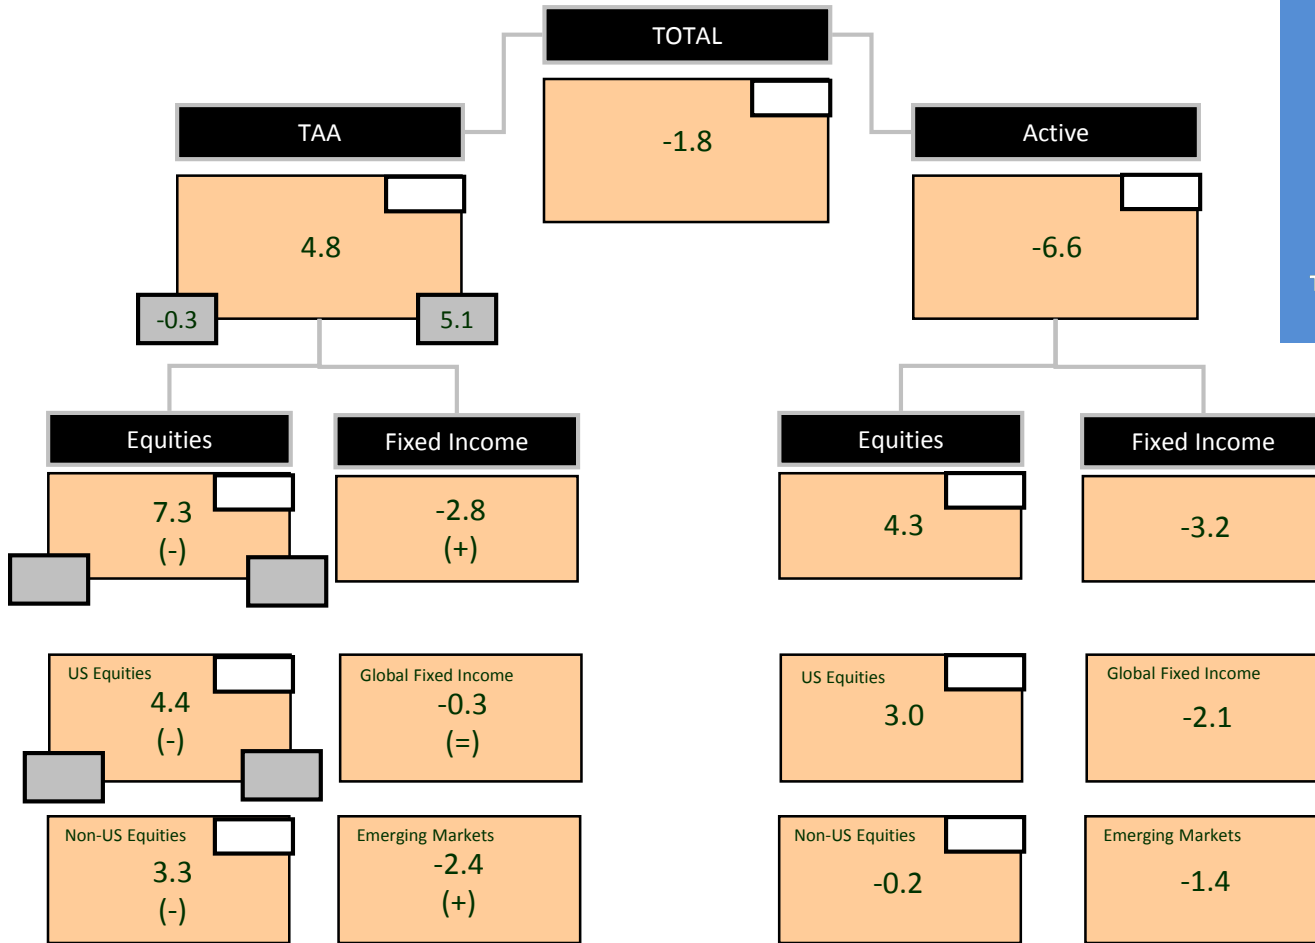 TOTAL
-1.8
TAA
4.8
-0.3
5.1
Active
-6.6
T
Equities
7.3
(-)
Fixed Income
-2.8
(+)
Equities
4.3
Fixed Income
-3.2
US Equities
4.4
(-)
Global Fixed Income
-0.3
(=)
US Equities
3.0
Global Fixed Income
-2.1
Non-US Equities
3.3
(-)
Emerging Markets
-2.4
(+)
Non-US Equities
-0.2
Emerging Markets
-1.4